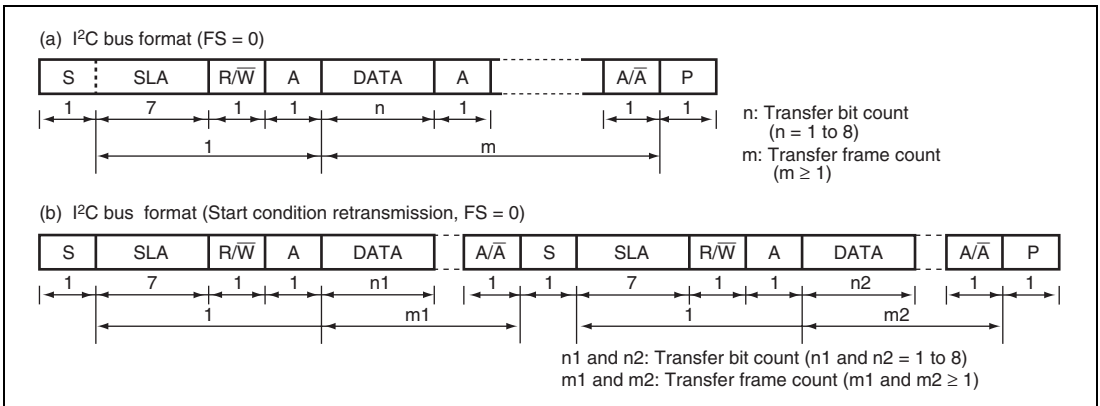 (a) I²C bus format (FS = 0)
S SLA R/W̅ A DATA A A/A̅ P
1 7 1 1 n 1 1 1
1 m
n: Transfer bit count
(n = 1 to 8)
m: Transfer frame count
(m ≥ 1)
(b) I²C bus format (Start condition retransmission, FS = 0)
S SLA R/W̅ A DATA A/A̅ S SLA R/W̅ A DATA A/A̅ P
1 7 1 1 n1 1 1 7 1 1 n2 1 1
1 m1 1 m2
n1 and n2: Transfer bit count (n1 and n2 = 1 to 8)
m1 and m2: Transfer frame count (m1 and m2 ≥ 1)